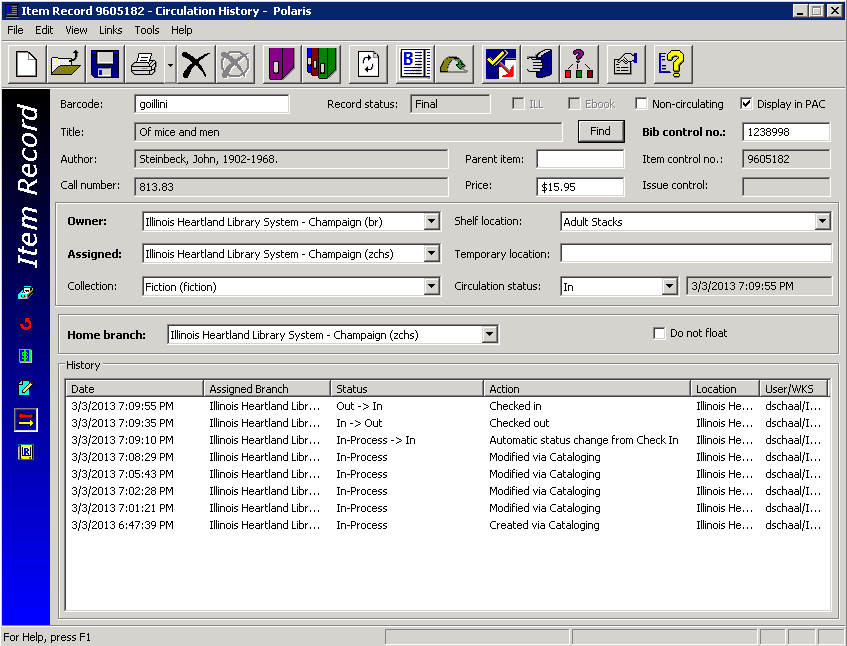 Item Record 9605182 - Circulation History - Polaris
File Edit View Links Tools Help
Item Record
Barcode: goillini Record status: Final ILL Ebook Non-circulating Display in PAC
Title: Of mice and men Find Bib control no.: 1238998
Author: Steinbeck, John, 1902-1968. Parent item: Item control no.: 9605182
Call number: 813.83 Price: $15.95 Issue control:
Owner: Illinois Heartland Library System - Champaign (br) Shelf location: Adult Stacks
Assigned: Illinois Heartland Library System - Champaign (zchs) Temporary location:
Collection: Fiction (fiction) Circulation status: In 3/3/2013 7:09:55 PM
Home branch: Illinois Heartland Library System - Champaign (zchs) Do not float
History
Date Assigned Branch Status Action Location User/WKS
3/3/2013 7:09:55 PM Illinois Heartland Libr... Out -> In Checked in Illinois He... dschaal/I...
3/3/2013 7:09:35 PM Illinois Heartland Libr... In -> Out Checked out Illinois He... dschaal/I...
3/3/2013 7:09:10 PM Illinois Heartland Libr... In-Process -> In Automatic status change from Check In Illinois He... dschaal/I...
3/3/2013 7:08:29 PM Illinois Heartland Libr... In-Process Modified via Cataloging Illinois He... dschaal/I...
3/3/2013 7:05:43 PM Illinois Heartland Libr... In-Process Modified via Cataloging Illinois He... dschaal/I...
3/3/2013 7:02:28 PM Illinois Heartland Libr... In-Process Modified via Cataloging Illinois He... dschaal/I...
3/3/2013 7:01:21 PM Illinois Heartland Libr... In-Process Modified via Cataloging Illinois He... dschaal/I...
3/3/2013 6:47:39 PM Illinois Heartland Libr... In-Process Created via Cataloging Illinois He... dschaal/I...
For Help, press F1